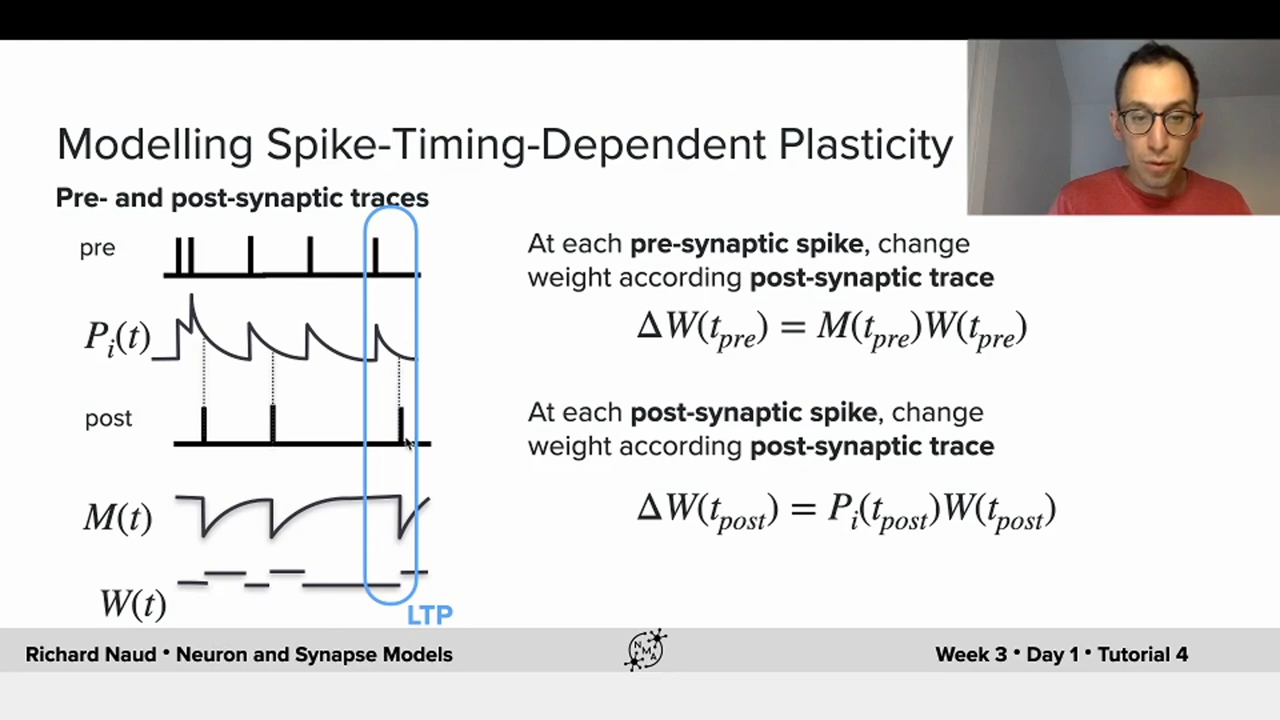 Modelling Spike-Timing-Dependent Plasticity
Pre- and post-synaptic traces
pre
P_i(t)
post
M(t)
W(t)
LTP
At each pre-synaptic spike, change
weight according post-synaptic trace
ΔW(t_pre) = M(t_pre)W(t_pre)
At each post-synaptic spike, change
weight according post-synaptic trace
ΔW(t_post) = P_i(t_post)W(t_post)
Richard Naud • Neuron and Synapse Models
N M A
Week 3 • Day 1 • Tutorial 4